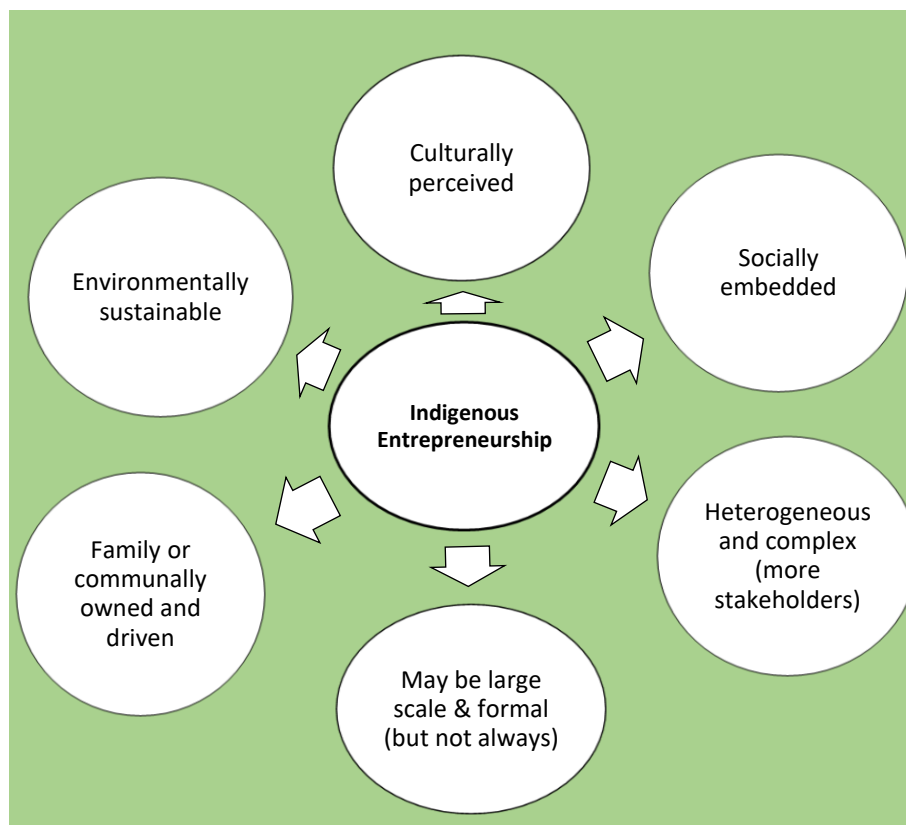 Culturally
perceived
Socially
embedded
Environmentally
sustainable
Indigenous
Entrepreneurship
Heterogeneous
and complex
(more
stakeholders)
Family or
communally
owned and
driven
May be large
scale & formal
(but not always)